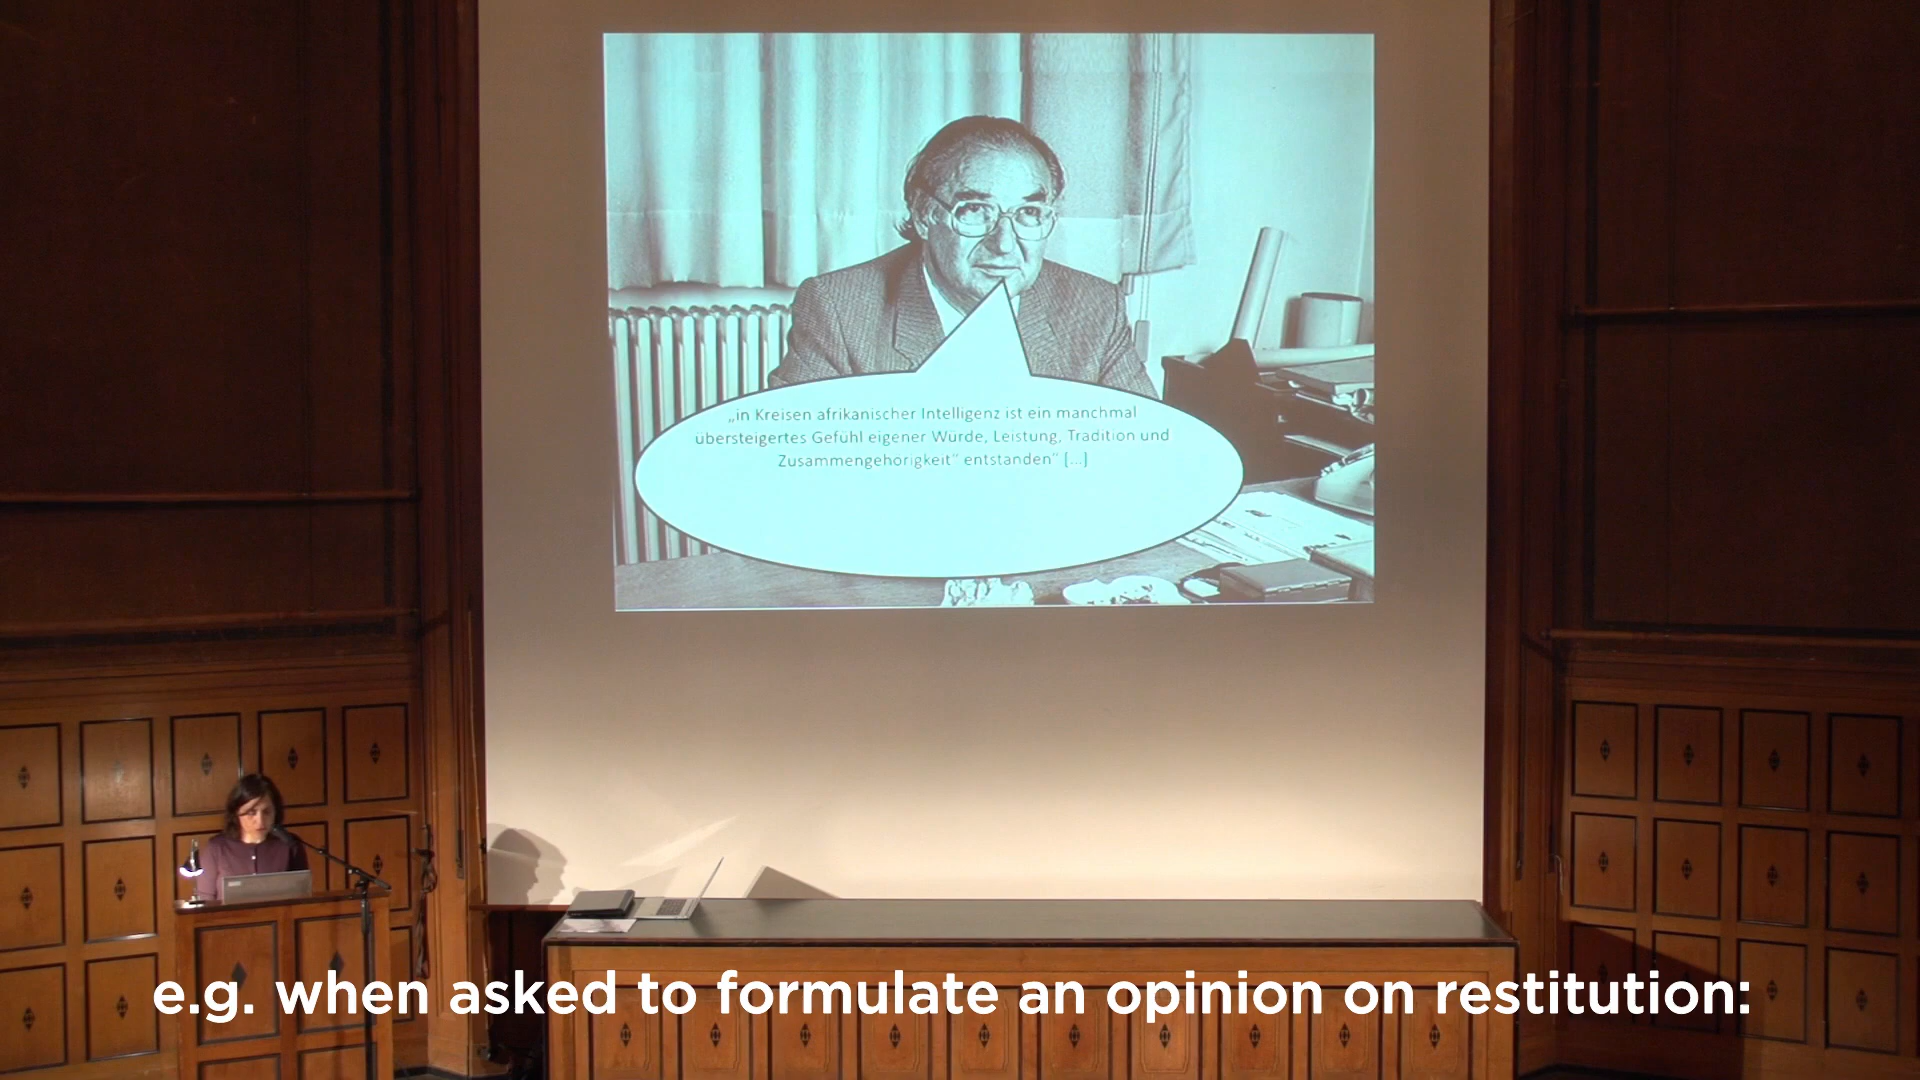 „in Kreisen afrikanischer Intelligenz ist ein manchmal
übersteigertes Gefühl eigener Würde, Leistung, Tradition und
Zusammengehörigkeit“ entstanden“ [...]
e.g. when asked to formulate an opinion on restitution: